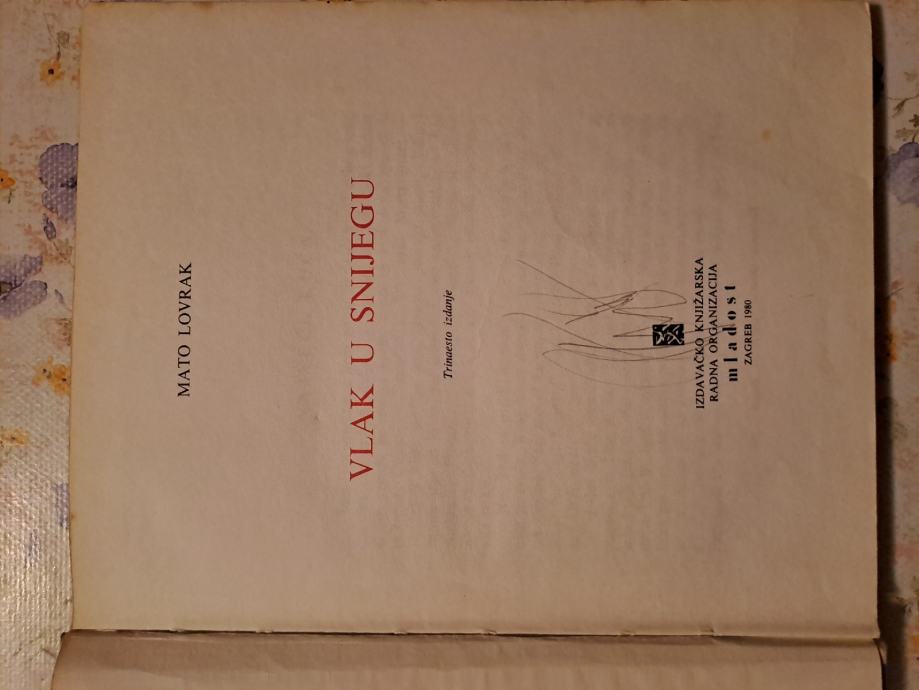 MATO LOVRAK
VLAK U SNIJEGU
Trinaesto izdanje
IZDAVAČKO KNJIŽARSKA
RADNA ORGANIZACIJA
mladost
ZAGREB 1980